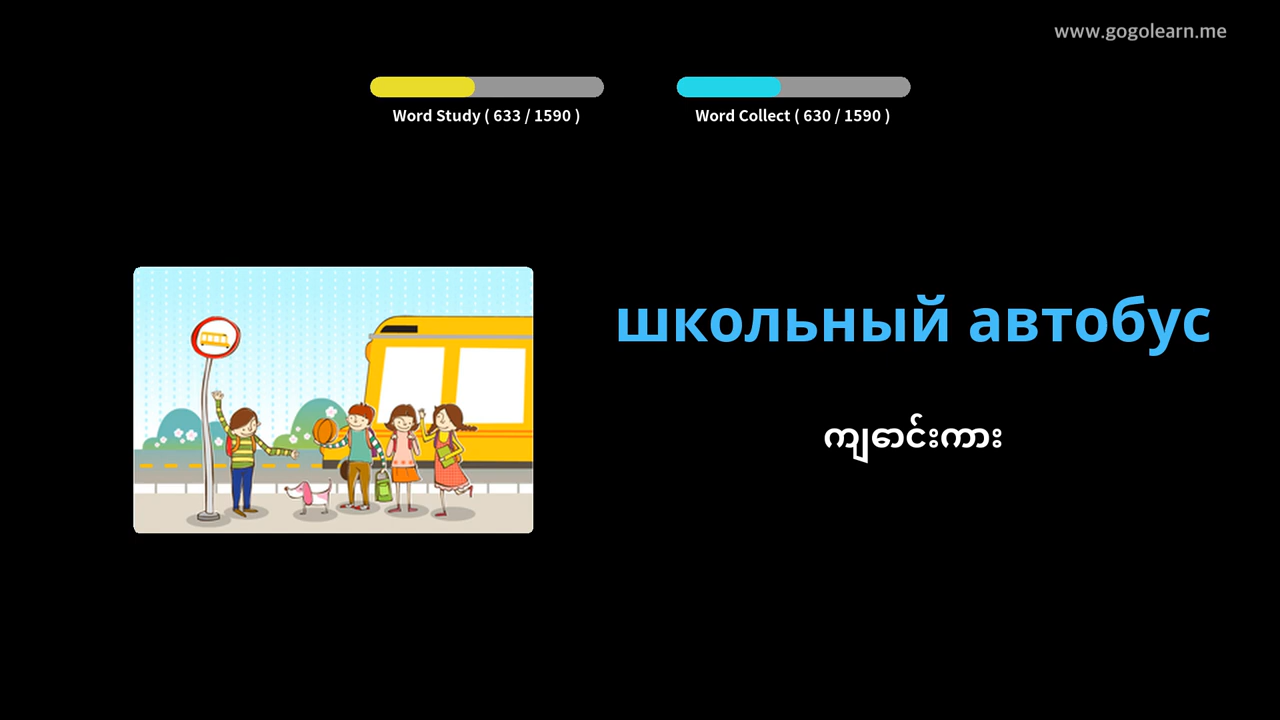 www.gogolearn.me
Word Study ( 633 / 1590 )
Word Collect ( 630 / 1590 )
школьный автобус
ကျောင်းကား